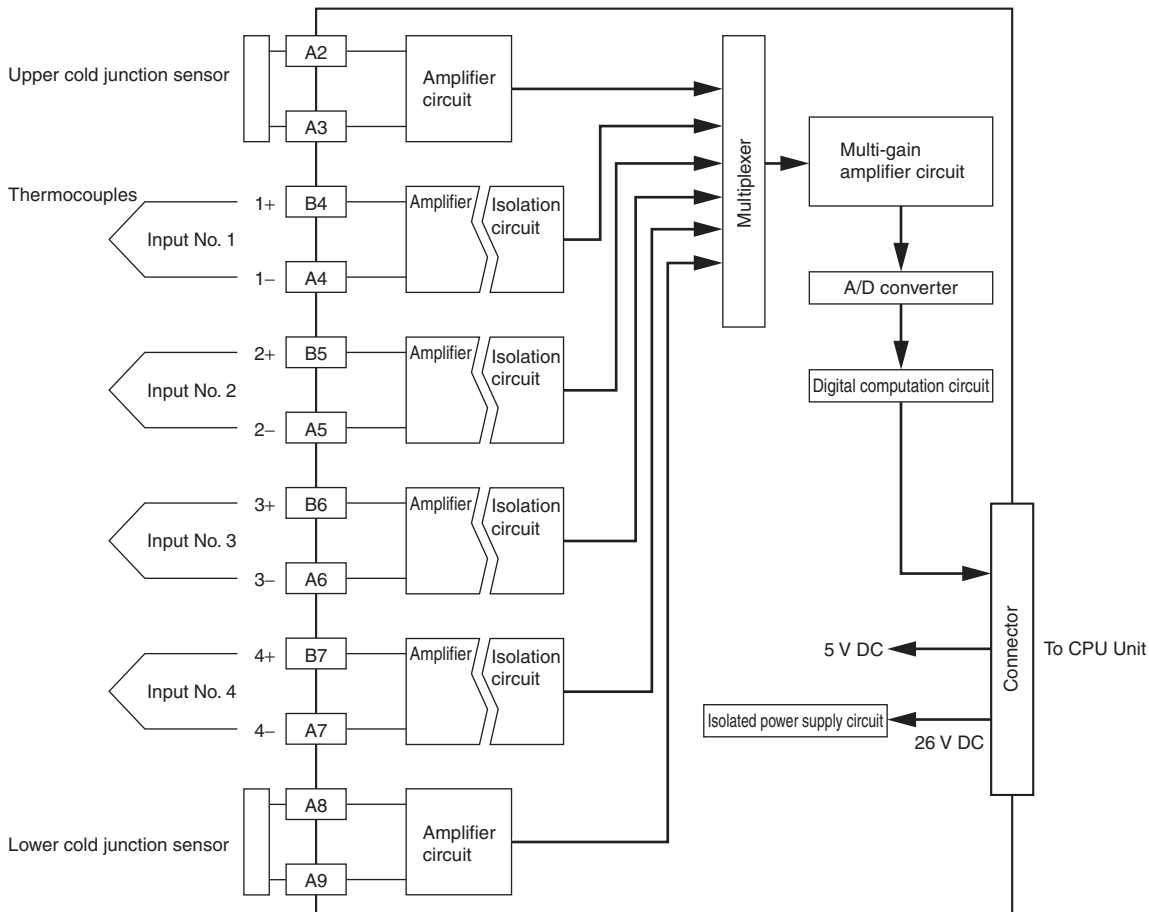 Upper cold junction sensor
A2
A3
Amplifier
circuit
Thermocouples
1+
B4
Input No. 1
1−
A4
Amplifier
Isolation
circuit
2+
B5
Input No. 2
2−
A5
Amplifier
Isolation
circuit
3+
B6
Input No. 3
3−
A6
Amplifier
Isolation
circuit
4+
B7
Input No. 4
4−
A7
Amplifier
Isolation
circuit
Lower cold junction sensor
A8
A9
Amplifier
circuit
Multiplexer
Multi-gain
amplifier circuit
A/D converter
Digital computation circuit
Connector
To CPU Unit
5 V DC
Isolated power supply circuit
26 V DC